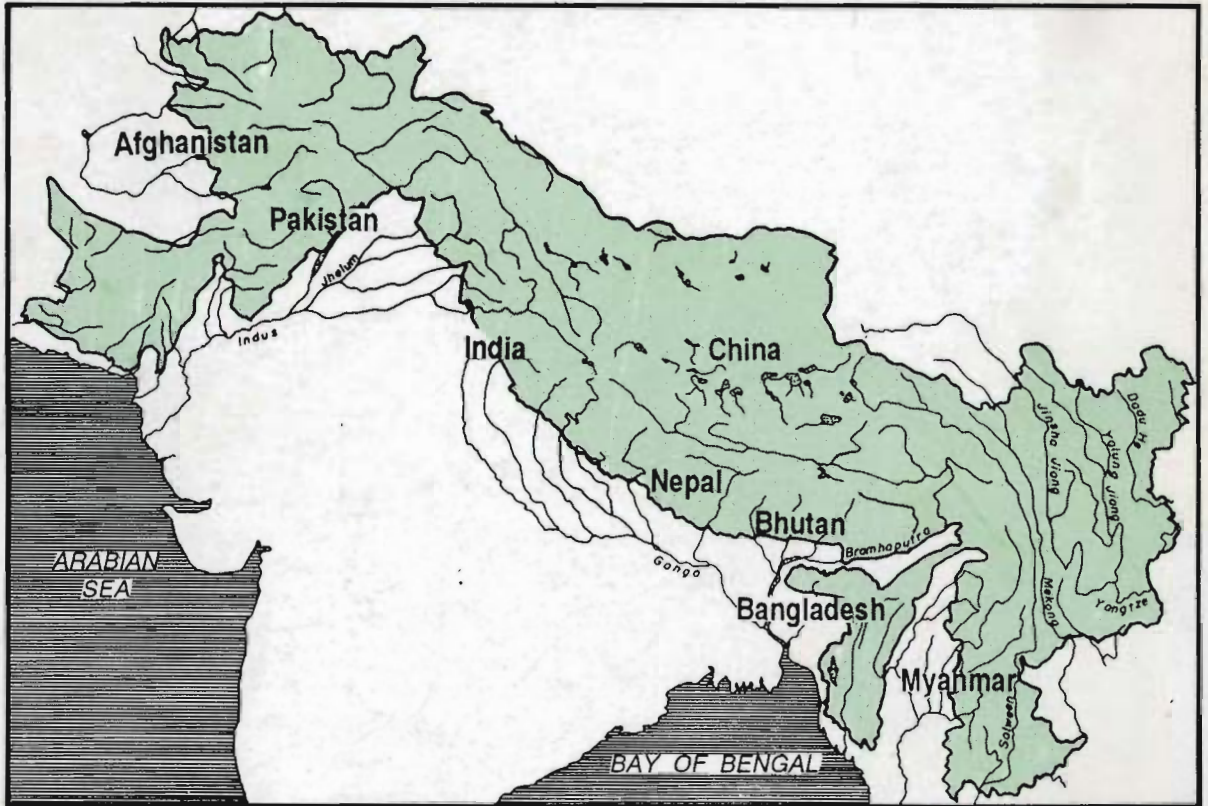 Afghanistan
Pakistan
Jhelum
Indus
India
China
Jinsha Jiang
Yalung Jiang
Dadu He
Nepal
Bhutan
Bramhaputra
Ganga
ARABIAN
SEA
Bangladesh
Mekong
Yangtze
Myanmar
Salween
BAY OF BENGAL